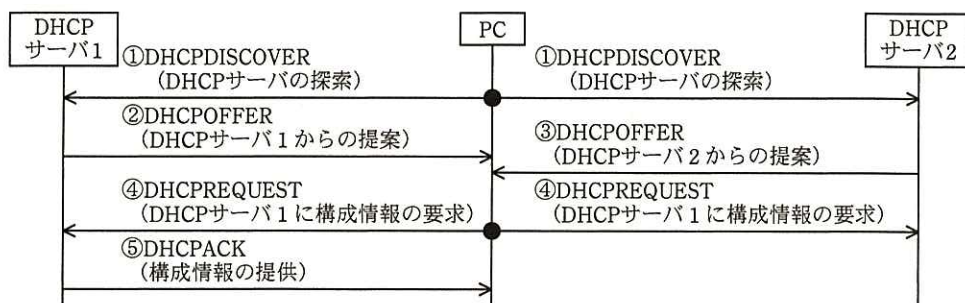 DHCP
サーバ1
PC
DHCP
サーバ2
①DHCPDISCOVER
(DHCPサーバの探索)
①DHCPDISCOVER
(DHCPサーバの探索)
②DHCPOFFER
(DHCPサーバ1からの提案)
③DHCPOFFER
(DHCPサーバ2からの提案)
④DHCPREQUEST
(DHCPサーバ1に構成情報の要求)
④DHCPREQUEST
(DHCPサーバ1に構成情報の要求)
⑤DHCPACK
(構成情報の提供)